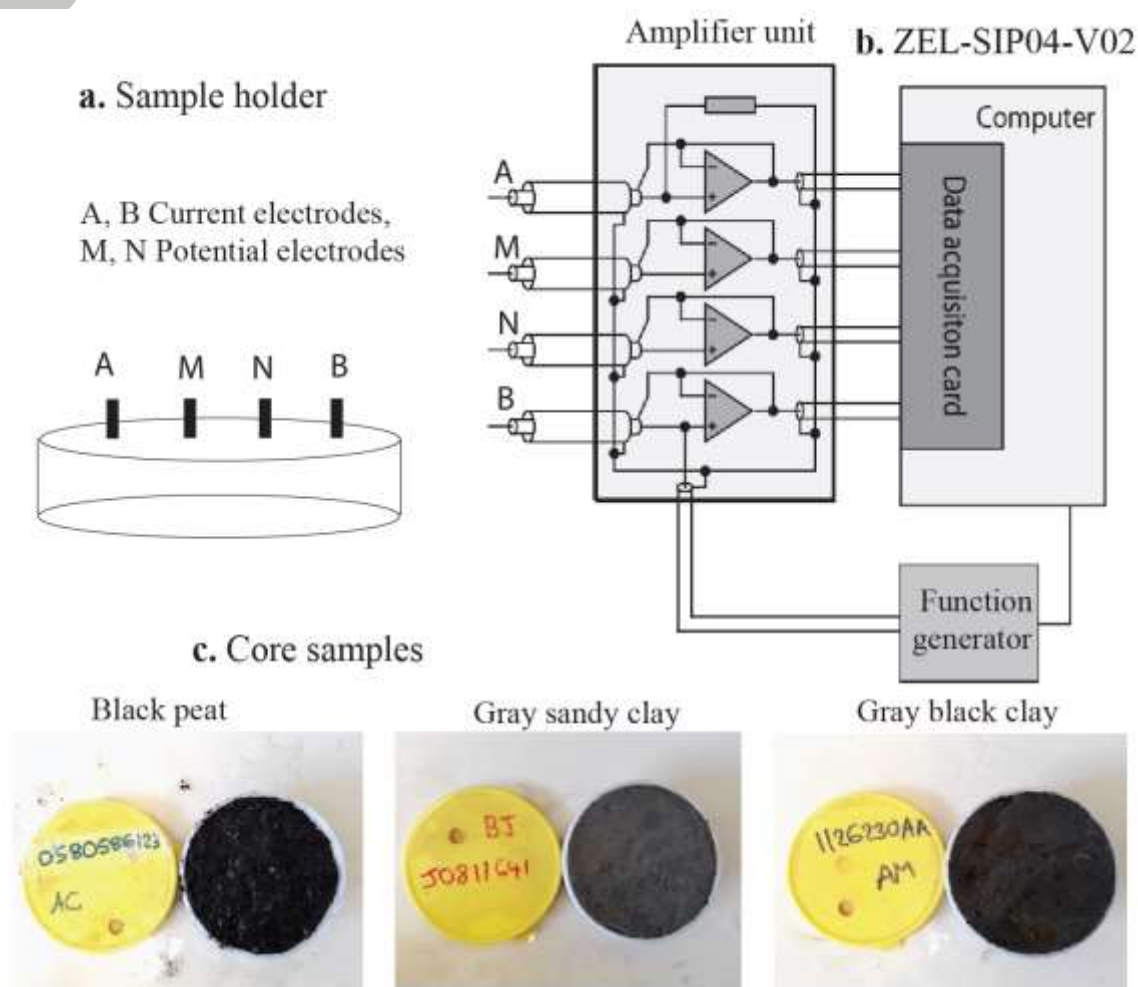 Amplifier unit
b. ZEL-SIP04-V02
a. Sample holder
Computer
A, B Current electrodes,
M, N Potential electrodes
A
M
N
B
Data acquisiton card
A M N B
Function
generator
c. Core samples
Black peat
Gray sandy clay
Gray black clay
0580586123
AC
BJ
J0811641
1126230AA
AM